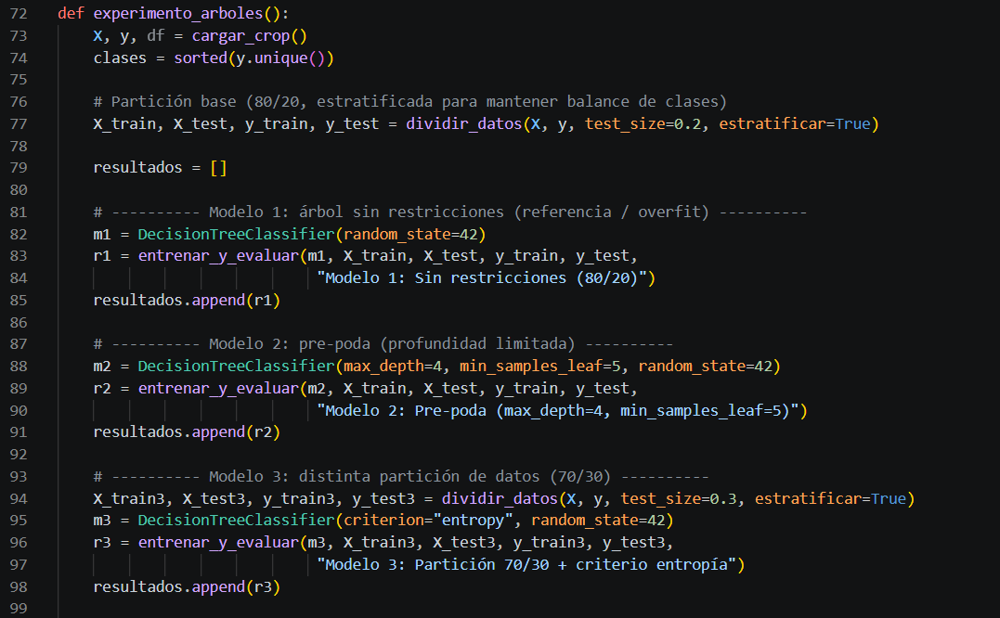 72 def experimento_arboles():
73     X, y, df = cargar_crop()
74     clases = sorted(y.unique())
75
76     # Partición base (80/20, estratificada para mantener balance de clases)
77     X_train, X_test, y_train, y_test = dividir_datos(X, y, test_size=0.2, estratificar=True)
78
79     resultados = []
80
81     # ---------- Modelo 1: árbol sin restricciones (referencia / overfit) ----------
82     m1 = DecisionTreeClassifier(random_state=42)
83     r1 = entrenar_y_evaluar(m1, X_train, X_test, y_train, y_test,
84                             "Modelo 1: Sin restricciones (80/20)")
85     resultados.append(r1)
86
87     # ---------- Modelo 2: pre-poda (profundidad limitada) ----------
88     m2 = DecisionTreeClassifier(max_depth=4, min_samples_leaf=5, random_state=42)
89     r2 = entrenar_y_evaluar(m2, X_train, X_test, y_train, y_test,
90                             "Modelo 2: Pre-poda (max_depth=4, min_samples_leaf=5)")
91     resultados.append(r2)
92
93     # ---------- Modelo 3: distinta partición de datos (70/30) ----------
94     X_train3, X_test3, y_train3, y_test3 = dividir_datos(X, y, test_size=0.3, estratificar=True)
95     m3 = DecisionTreeClassifier(criterion="entropy", random_state=42)
96     r3 = entrenar_y_evaluar(m3, X_train3, X_test3, y_train3, y_test3,
97                             "Modelo 3: Partición 70/30 + criterio entropía")
98     resultados.append(r3)
99